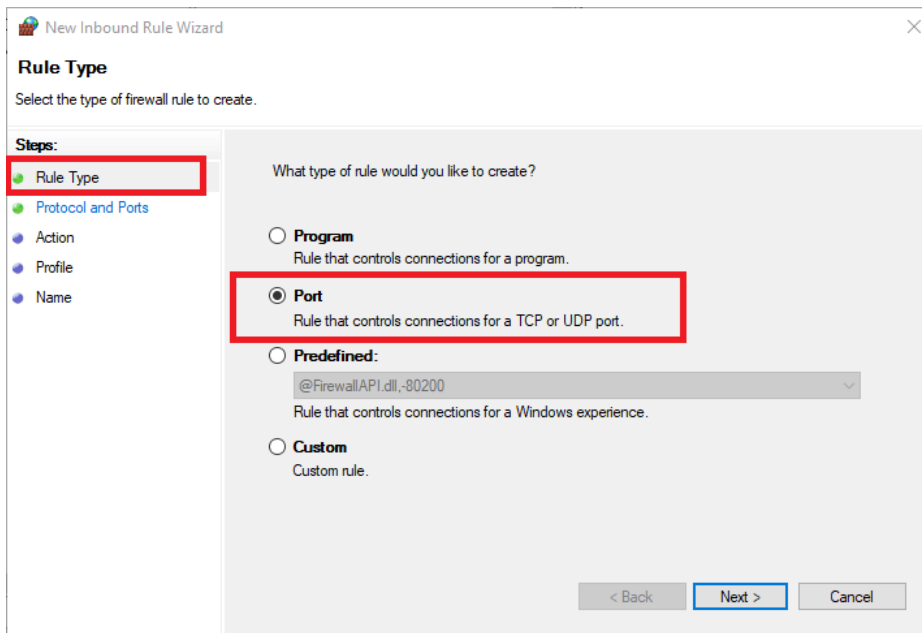 New Inbound Rule Wizard
Rule Type
Select the type of firewall rule to create.
Steps:
Rule Type
Protocol and Ports
Action
Profile
Name
What type of rule would you like to create?
Program
Rule that controls connections for a program.
Port
Rule that controls connections for a TCP or UDP port.
Predefined:
@FirewallAPI.dll,-80200
Rule that controls connections for a Windows experience.
Custom
Custom rule.
< Back Next > Cancel